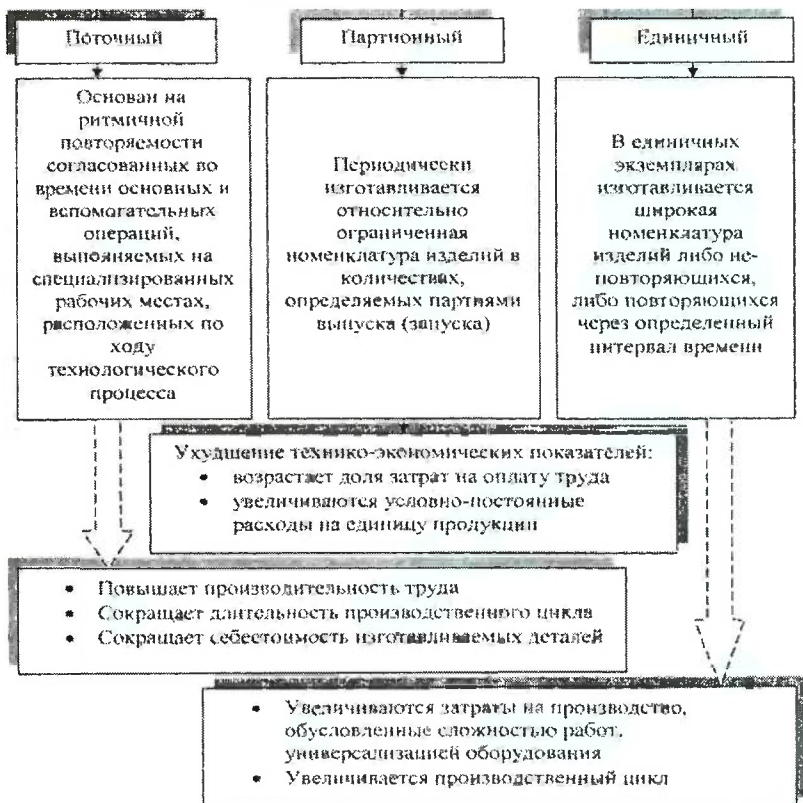 Поточный
Партионный
Единичный
Основан на
ритмичной
повторяемости
согласованных во
времени основных и
вспомогательных
операций,
выполняемых на
специализированных
рабочих местах,
расположенных по
ходу
технологического
процесса
Периодически
изготавливается
относительно
ограниченная
номенклатура изделий в
количествах,
определяемых партиями
выпуска (запуска)
В единичных
экземплярах
изготавливается
широкая
номенклатура
изделий либо не-
повторяющихся,
либо повторяющихся
через определенный
интервал времени
Ухудшение технико-экономических показателей:
• возрастает доля затрат на оплату труда
• увеличиваются условно-постоянные
расходы на единицу продукции
• Повышает производительность труда
• Сокращает длительность производственного цикла
• Сокращает себестоимость изготавливаемых деталей
• Увеличиваются затраты на производство,
обусловленные сложностью работ,
универсализацией оборудования
• Увеличивается производственный цикл